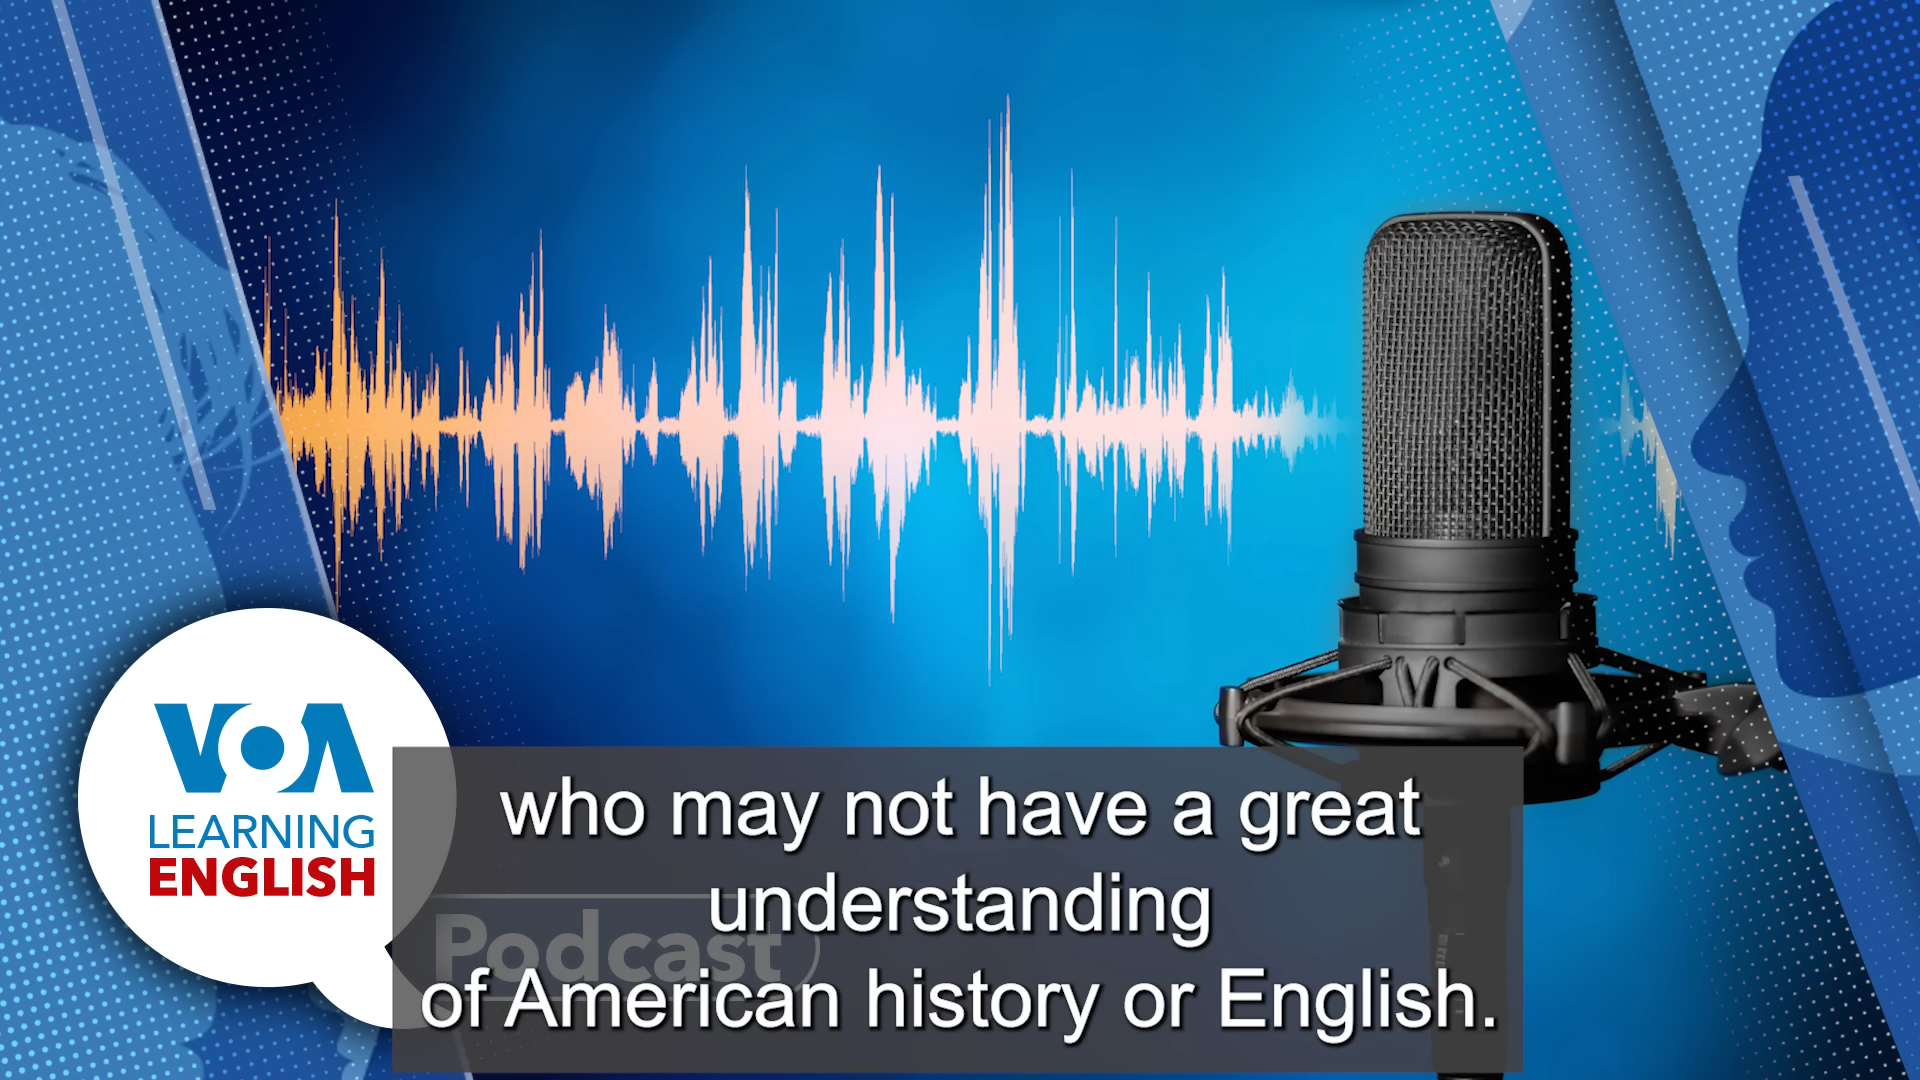 VOA
LEARNING
ENGLISH
Podcast
who may not have a great
understanding
of American history or English.